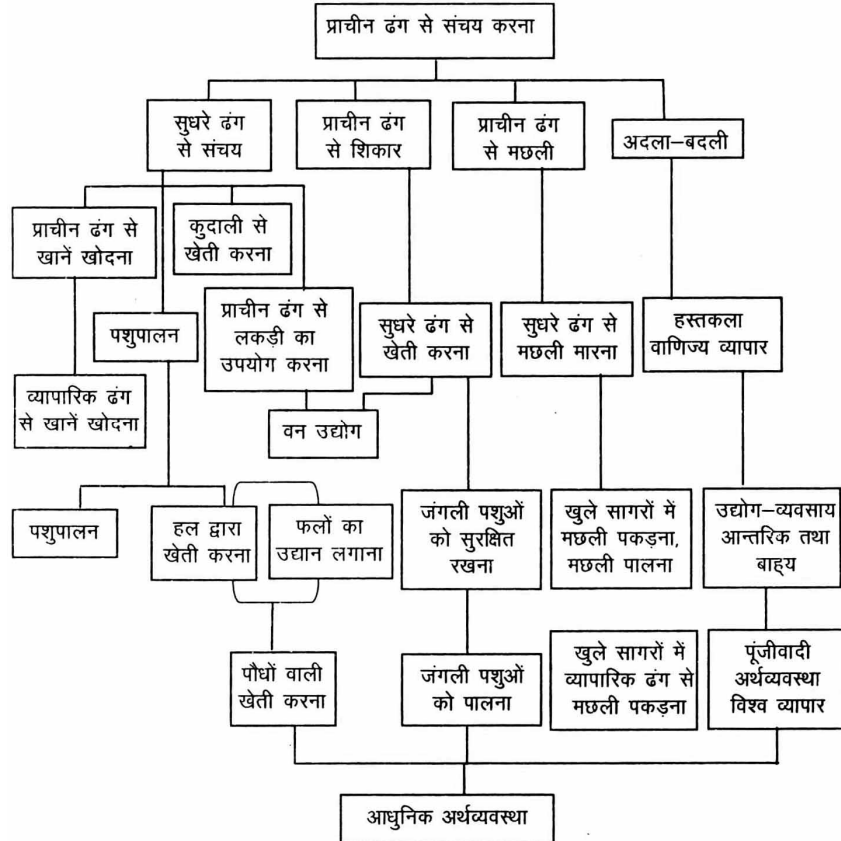 प्राचीन ढंग से संचय करना
सुधरे ढंग
से संचय
प्राचीन ढंग
से शिकार
प्राचीन ढंग
से मछली
अदला–बदली
प्राचीन ढंग से
खानें खोदना
कुदाली से
खेती करना
पशुपालन
प्राचीन ढंग से
लकड़ी का
उपयोग करना
सुधरे ढंग से
खेती करना
सुधरे ढंग से
मछली मारना
हस्तकला
वाणिज्य व्यापार
व्यापारिक ढंग
से खानें खोदना
वन उद्योग
पशुपालन
हल द्वारा
खेती करना
फलों का
उद्यान लगाना
जंगली पशुओं
को सुरक्षित
रखना
खुले सागरों में
मछली पकड़ना,
मछली पालना
उद्योग–व्यवसाय
आन्तरिक तथा
बाह्य
पौधों वाली
खेती करना
जंगली पशुओं
को पालना
खुले सागरों में
व्यापारिक ढंग से
मछली पकड़ना
पूंजीवादी
अर्थव्यवस्था
विश्व व्यापार
आधुनिक अर्थव्यवस्था